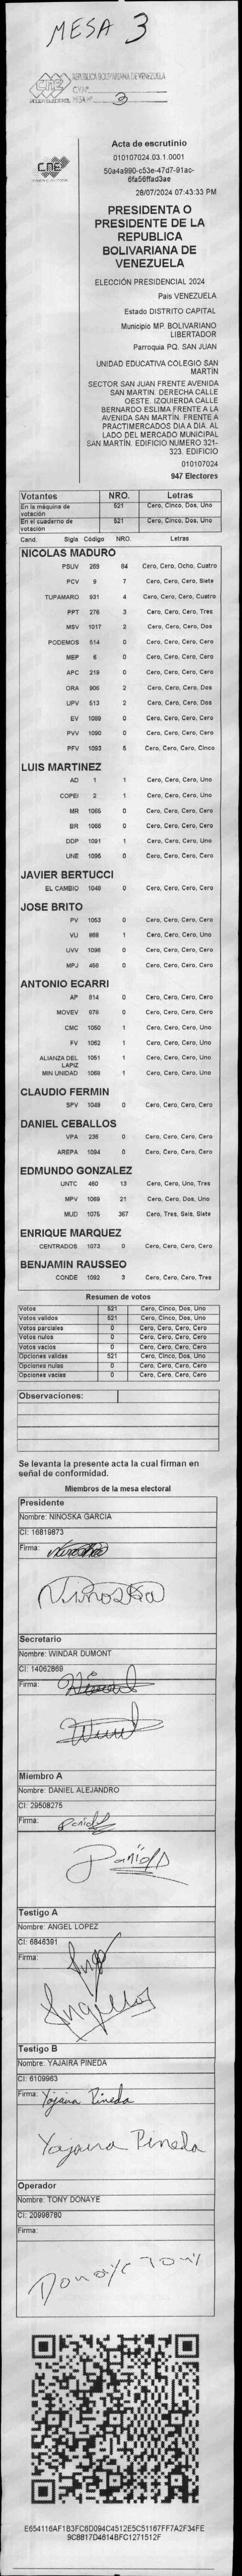 MESA 3
REPUBLICA BOLIVARIANA DE VENEZUELA
CNE
PODER ELECTORAL
MESA Nº 3
CNE
Acta de escrutinio
010107024.03.1.0001
50a4a990-c53e-47d7-91ac-
6fa56ffad3ae
28/07/2024 07:43:33 PM
PRESIDENTA O
PRESIDENTE DE LA
REPUBLICA
BOLIVARIANA DE
VENEZUELA
ELECCIÓN PRESIDENCIAL 2024
Pais VENEZUELA
Estado DISTRITO CAPITAL
Municipio MP. BOLIVARIANO
LIBERTADOR
Parroquia PQ. SAN JUAN
UNIDAD EDUCATIVA COLEGIO SAN
MARTÍN
SECTOR SAN JUAN FRENTE AVENIDA
SAN MARTIN. DERECHA CALLE
OESTE. IZQUIERDA CALLE
BERNARDO ESLIMA FRENTE A LA
AVENIDA SAN MARTÍN. FRENTE A
PRACTIMERCADOS DIA A DIA. AL
LADO DEL MERCADO MUNICIPAL
SAN MARTÍN. EDIFICIO NÚMERO 321-
323. EDIFICIO
010107024
947 Electores
Votantes NRO. Letras
En la máquina de votación 521 Cero, Cinco, Dos, Uno
En el cuaderno de votación 521 Cero, Cinco, Dos, Uno
Cand. Sigla Código NRO. Letras
NICOLAS MADURO
PSUV 269 84 Cero, Cero, Ocho, Cuatro
PCV 9 7 Cero, Cero, Cero, Siete
TUPAMARO 931 4 Cero, Cero, Cero, Cuatro
PPT 276 3 Cero, Cero, Cero, Tres
MSV 1017 2 Cero, Cero, Cero, Dos
PODEMOS 514 0 Cero, Cero, Cero, Cero
MEP 6 0 Cero, Cero, Cero, Cero
APC 219 0 Cero, Cero, Cero, Cero
ORA 906 2 Cero, Cero, Cero, Dos
UPV 513 2 Cero, Cero, Cero, Dos
EV 1089 0 Cero, Cero, Cero, Cero
PVV 1090 0 Cero, Cero, Cero, Cero
PFV 1093 5 Cero, Cero, Cero, Cinco
LUIS MARTINEZ
AD 1 1 Cero, Cero, Cero, Uno
COPEI 2 1 Cero, Cero, Cero, Uno
MR 1065 0 Cero, Cero, Cero, Cero
BR 1066 0 Cero, Cero, Cero, Cero
DDP 1091 1 Cero, Cero, Cero, Uno
UNE 1095 0 Cero, Cero, Cero, Cero
JAVIER BERTUCCI
EL CAMBIO 1048 0 Cero, Cero, Cero, Cero
JOSE BRITO
PV 1053 0 Cero, Cero, Cero, Cero
VU 868 1 Cero, Cero, Cero, Uno
UVV 1096 0 Cero, Cero, Cero, Cero
MPJ 456 0 Cero, Cero, Cero, Cero
ANTONIO ECARRI
AP 814 0 Cero, Cero, Cero, Cero
MOVEV 978 0 Cero, Cero, Cero, Cero
CMC 1050 1 Cero, Cero, Cero, Uno
FV 1062 1 Cero, Cero, Cero, Uno
ALIANZA DEL LAPIZ 1051 1 Cero, Cero, Cero, Uno
MIN UNIDAD 1068 1 Cero, Cero, Cero, Uno
CLAUDIO FERMIN
SPV 1049 0 Cero, Cero, Cero, Cero
DANIEL CEBALLOS
VPA 236 0 Cero, Cero, Cero, Cero
AREPA 1094 0 Cero, Cero, Cero, Cero
EDMUNDO GONZALEZ
UNTC 460 13 Cero, Cero, Uno, Tres
MPV 1069 21 Cero, Cero, Dos, Uno
MUD 1075 367 Cero, Tres, Seis, Siete
ENRIQUE MARQUEZ
CENTRADOS 1073 0 Cero, Cero, Cero, Cero
BENJAMIN RAUSSEO
CONDE 1092 3 Cero, Cero, Cero, Tres
Resumen de votos
Votos 521 Cero, Cinco, Dos, Uno
Votos validos 521 Cero, Cinco, Dos, Uno
Votos parciales 0 Cero, Cero, Cero, Cero
Votos nulos 0 Cero, Cero, Cero, Cero
Votos vacíos 0 Cero, Cero, Cero, Cero
Opciones validas 521 Cero, Cinco, Dos, Uno
Opciones nulas 0 Cero, Cero, Cero, Cero
Opciones vacias 0 Cero, Cero, Cero, Cero
Observaciones:
Se levanta la presente acta la cual firman en
señal de conformidad.
Miembros de la mesa electoral
Presidente
Nombre: NINOSKA GARCIA
CI: 16819873
Firma: Ninoska
Ninoska
Secretario
Nombre: WINDAR DUMONT
CI: 14062869
Firma:
Miembro A
Nombre: DANIEL ALEJANDRO
CI: 29508275
Firma: Daniel
Daniel
Testigo A
Nombre: ANGEL LOPEZ
CI: 6846391
Firma:
Testigo B
Nombre: YAJAIRA PINEDA
CI: 6109963
Firma: Yajaira Pineda
Yajaira Pineda
Operador
Nombre: TONY DONAYE
CI: 20998780
Firma:
Donaye Tony
E654116AF1B3FC6D094C4512E5C51167FF7A2F34FE
9C8817D4614BFC1271512F